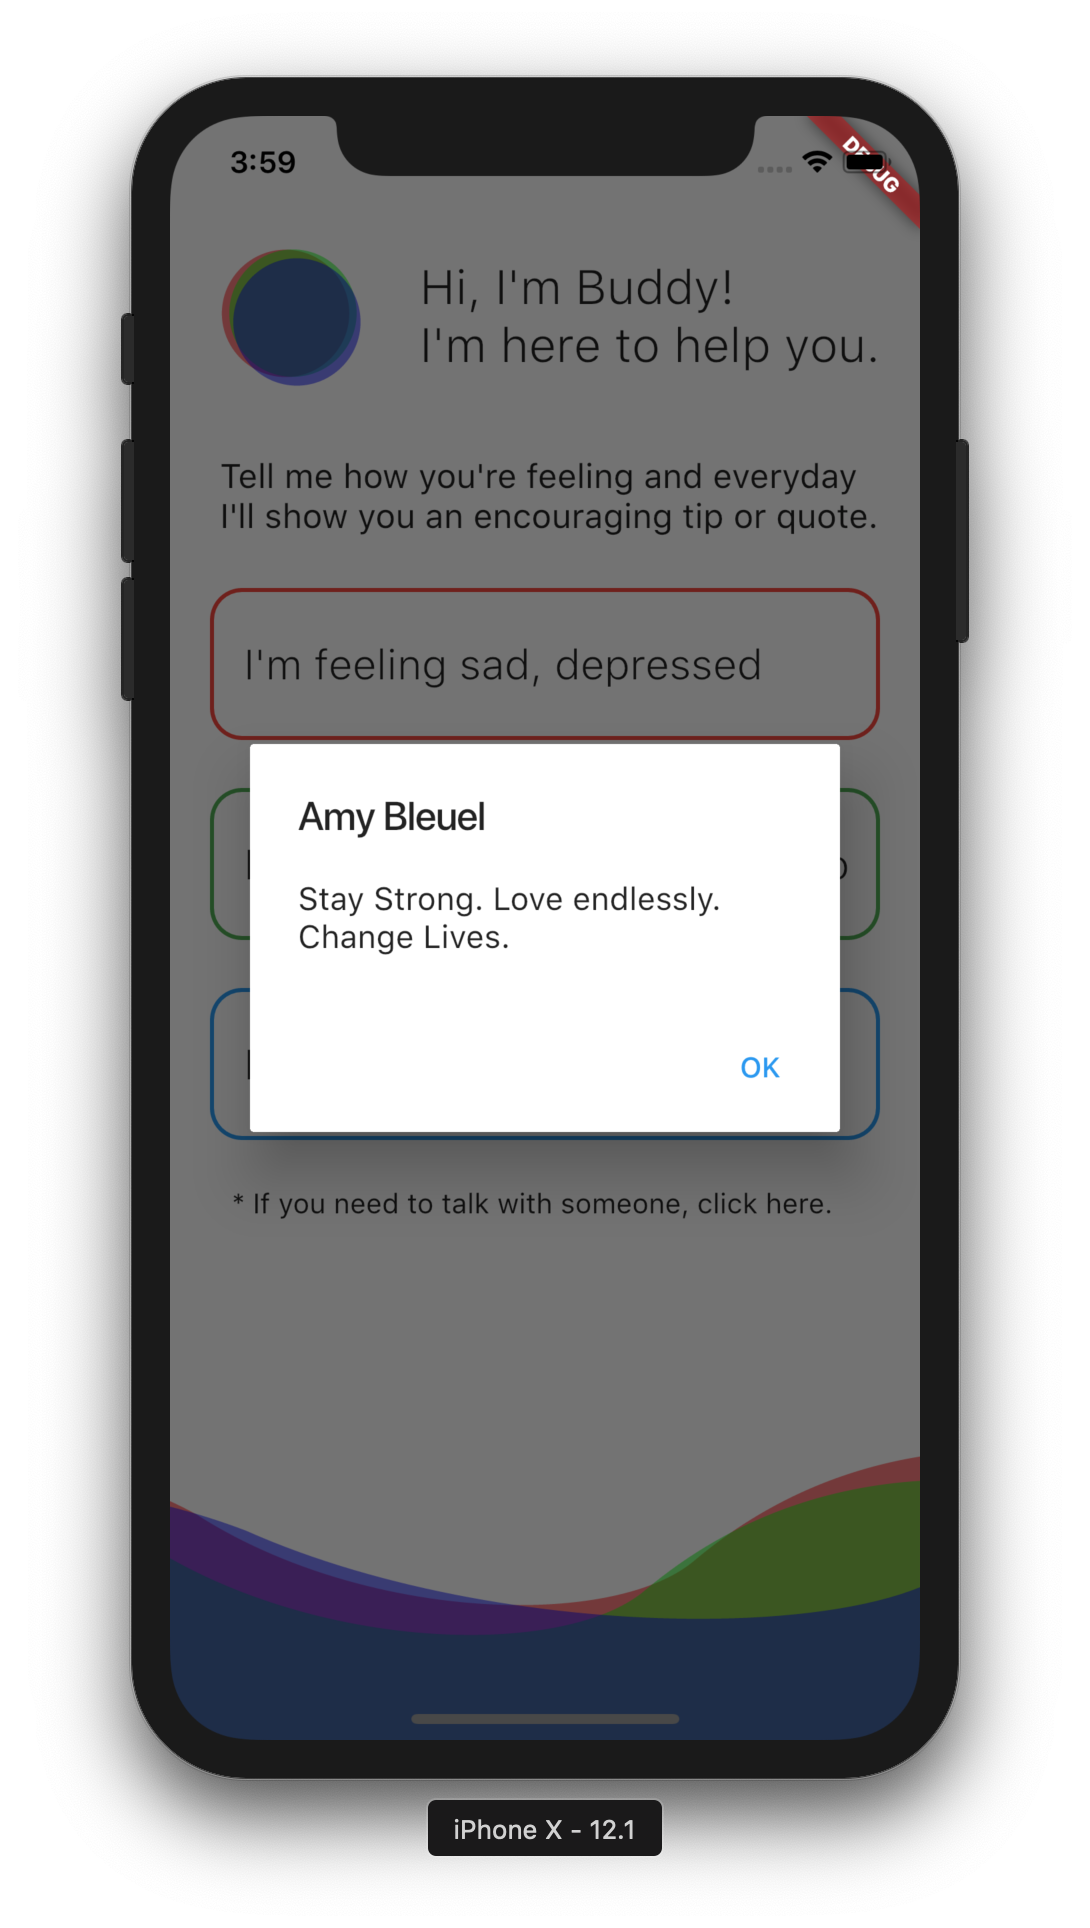 3:59
DEBUG
Hi, I'm Buddy!
I'm here to help you.
Tell me how you're feeling and everyday
I'll show you an encouraging tip or quote.
I'm feeling sad, depressed
Amy Bleuel
Stay Strong. Love endlessly.
Change Lives.
OK
* If you need to talk with someone, click here.
iPhone X - 12.1